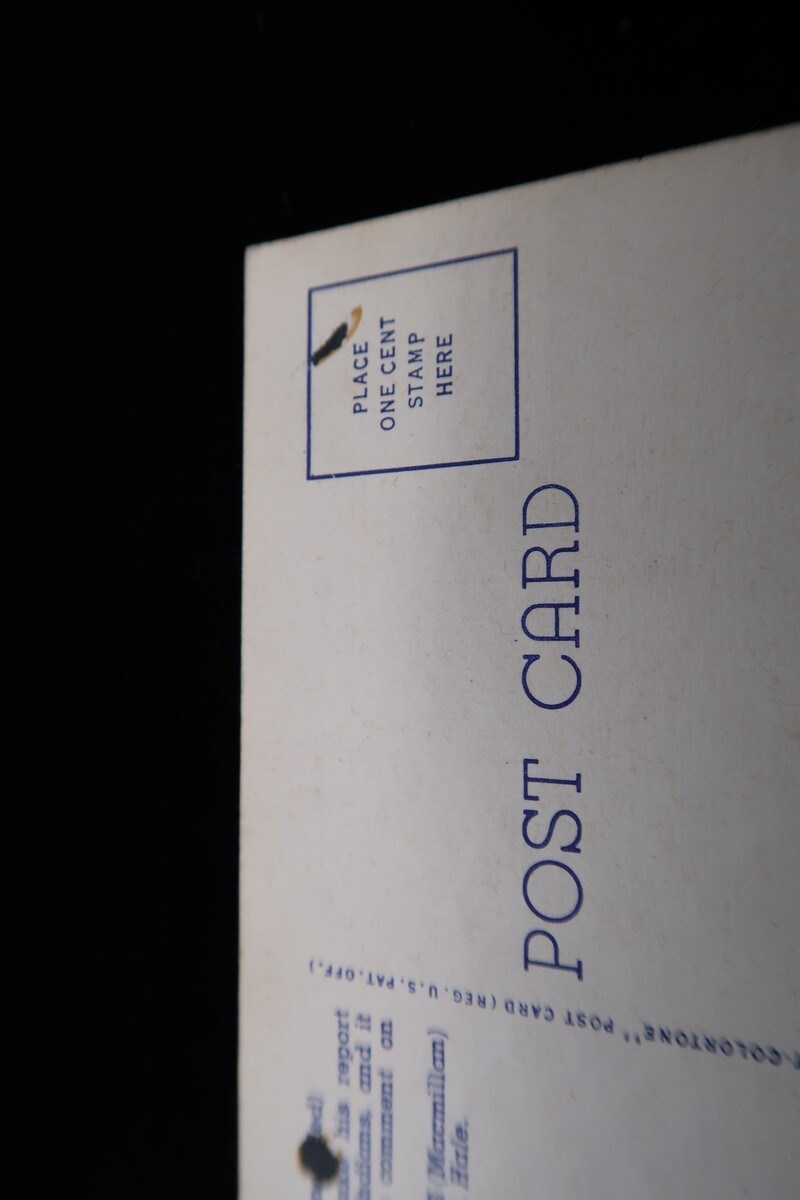 PLACE
ONE CENT
STAMP
HERE
POST CARD
-COLORTONE" POST CARD (REG. U.S. PAT. OFF.)
his report
and it
comment on
(Macmillan)
Hale.